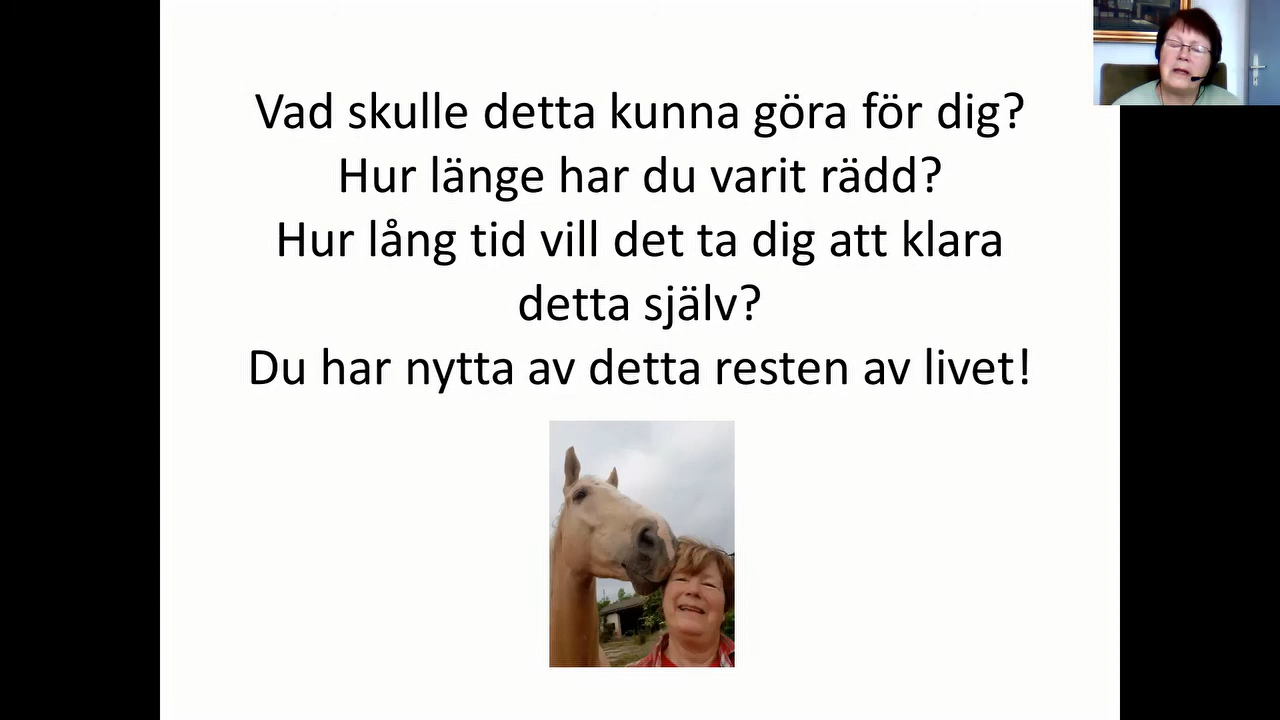 Vad skulle detta kunna göra för dig?
Hur länge har du varit rädd?
Hur lång tid vill det ta dig att klara
detta själv?
Du har nytta av detta resten av livet!